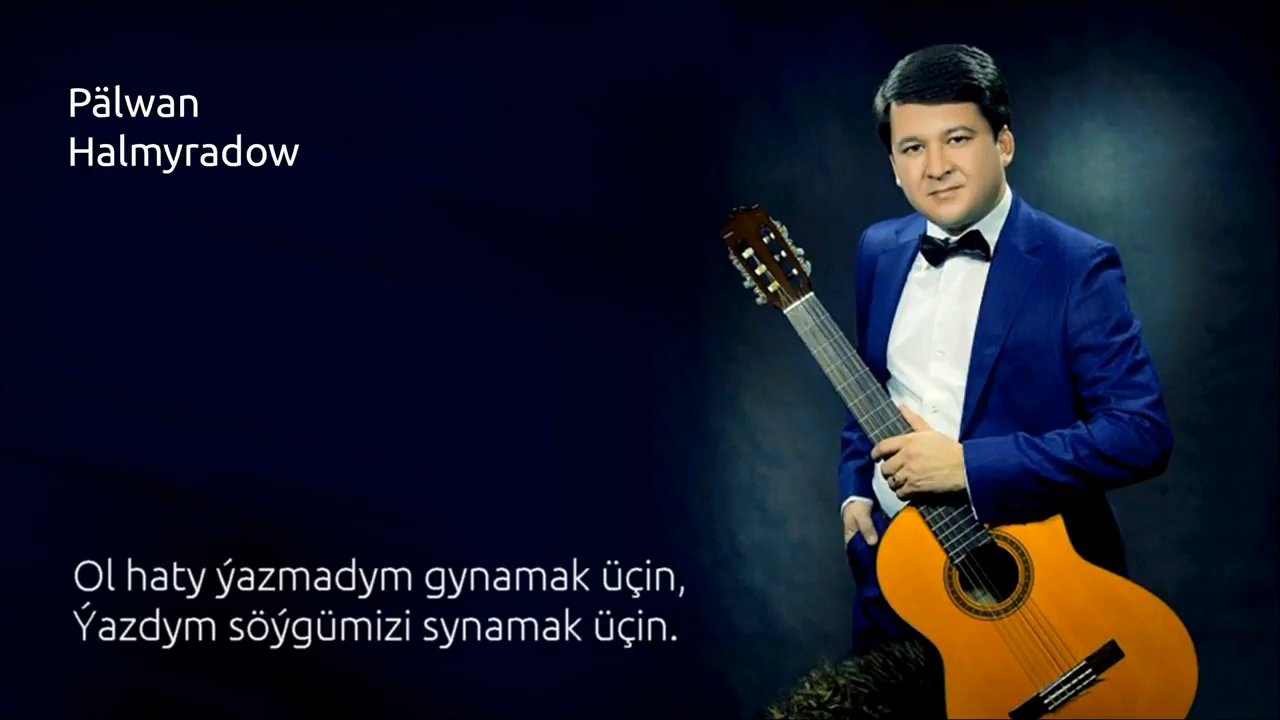 Pälwan
Halmyradow
Ol haty ýazmadym gynamak üçin,
Ýazdym söýgümizi synamak üçin.